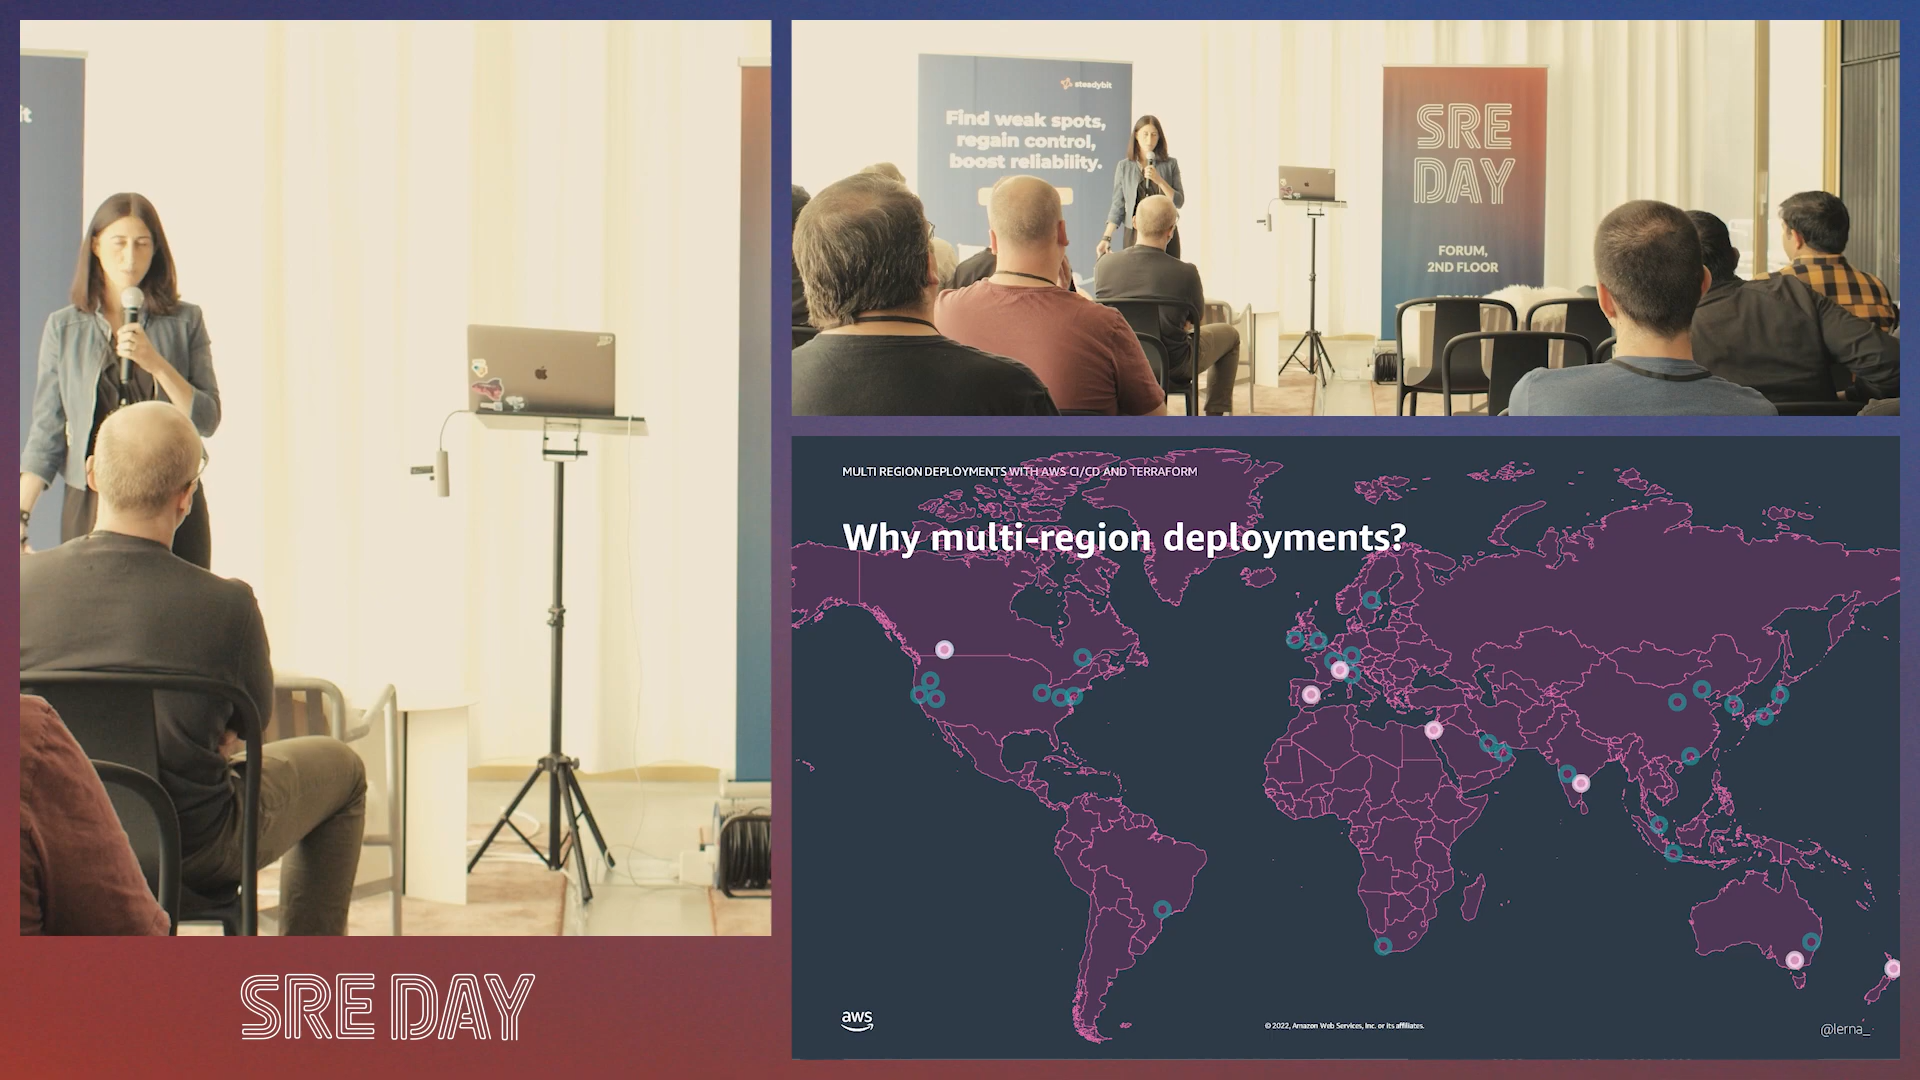 steadybit
Find weak spots,
regain control,
boost reliability.
SRE
DAY
FORUM,
2ND FLOOR
MULTI REGION DEPLOYMENTS WITH AWS CI/CD AND TERRAFORM
Why multi-region deployments?
aws
© 2022, Amazon Web Services, Inc. or its affiliates.
@lerna_
SRE DAY